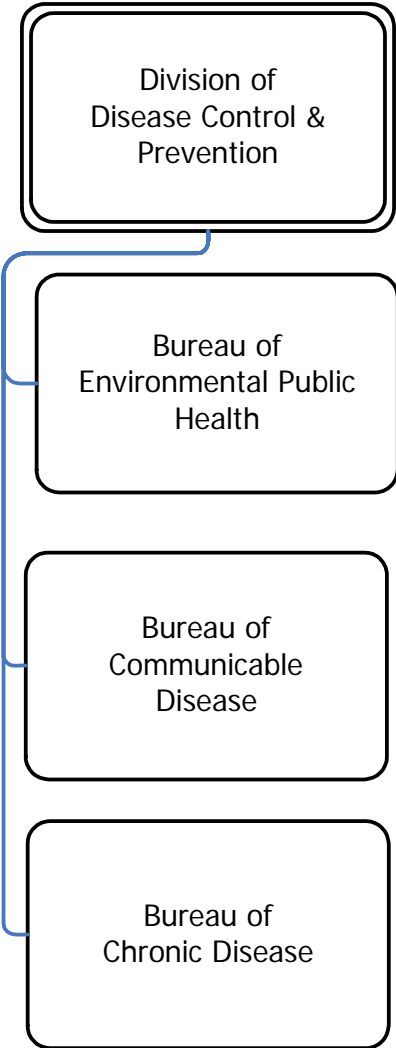 Division of
Disease Control &
Prevention
Bureau of
Environmental Public
Health
Bureau of
Communicable
Disease
Bureau of
Chronic Disease